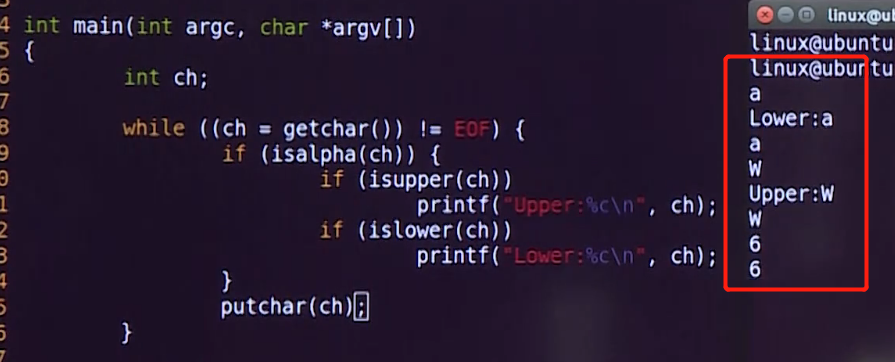 4 int main(int argc, char *argv[])
5 {
6 int ch;
7
8 while ((ch = getchar()) != EOF) {
9 if (isalpha(ch)) {
0 if (isupper(ch))
1 printf("Upper:%c\n", ch);
2 if (islower(ch))
3 printf("Lower:%c\n", ch);
4 }
5 putchar(ch);
6 }
linux@u
linux@ubuntu
linux@ubuntu
a
Lower:a
a
W
Upper:W
W
6
6